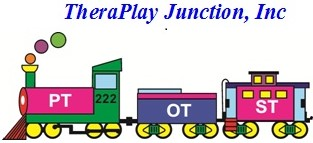 TheraPlay Junction, Inc
PT 222 OT ST